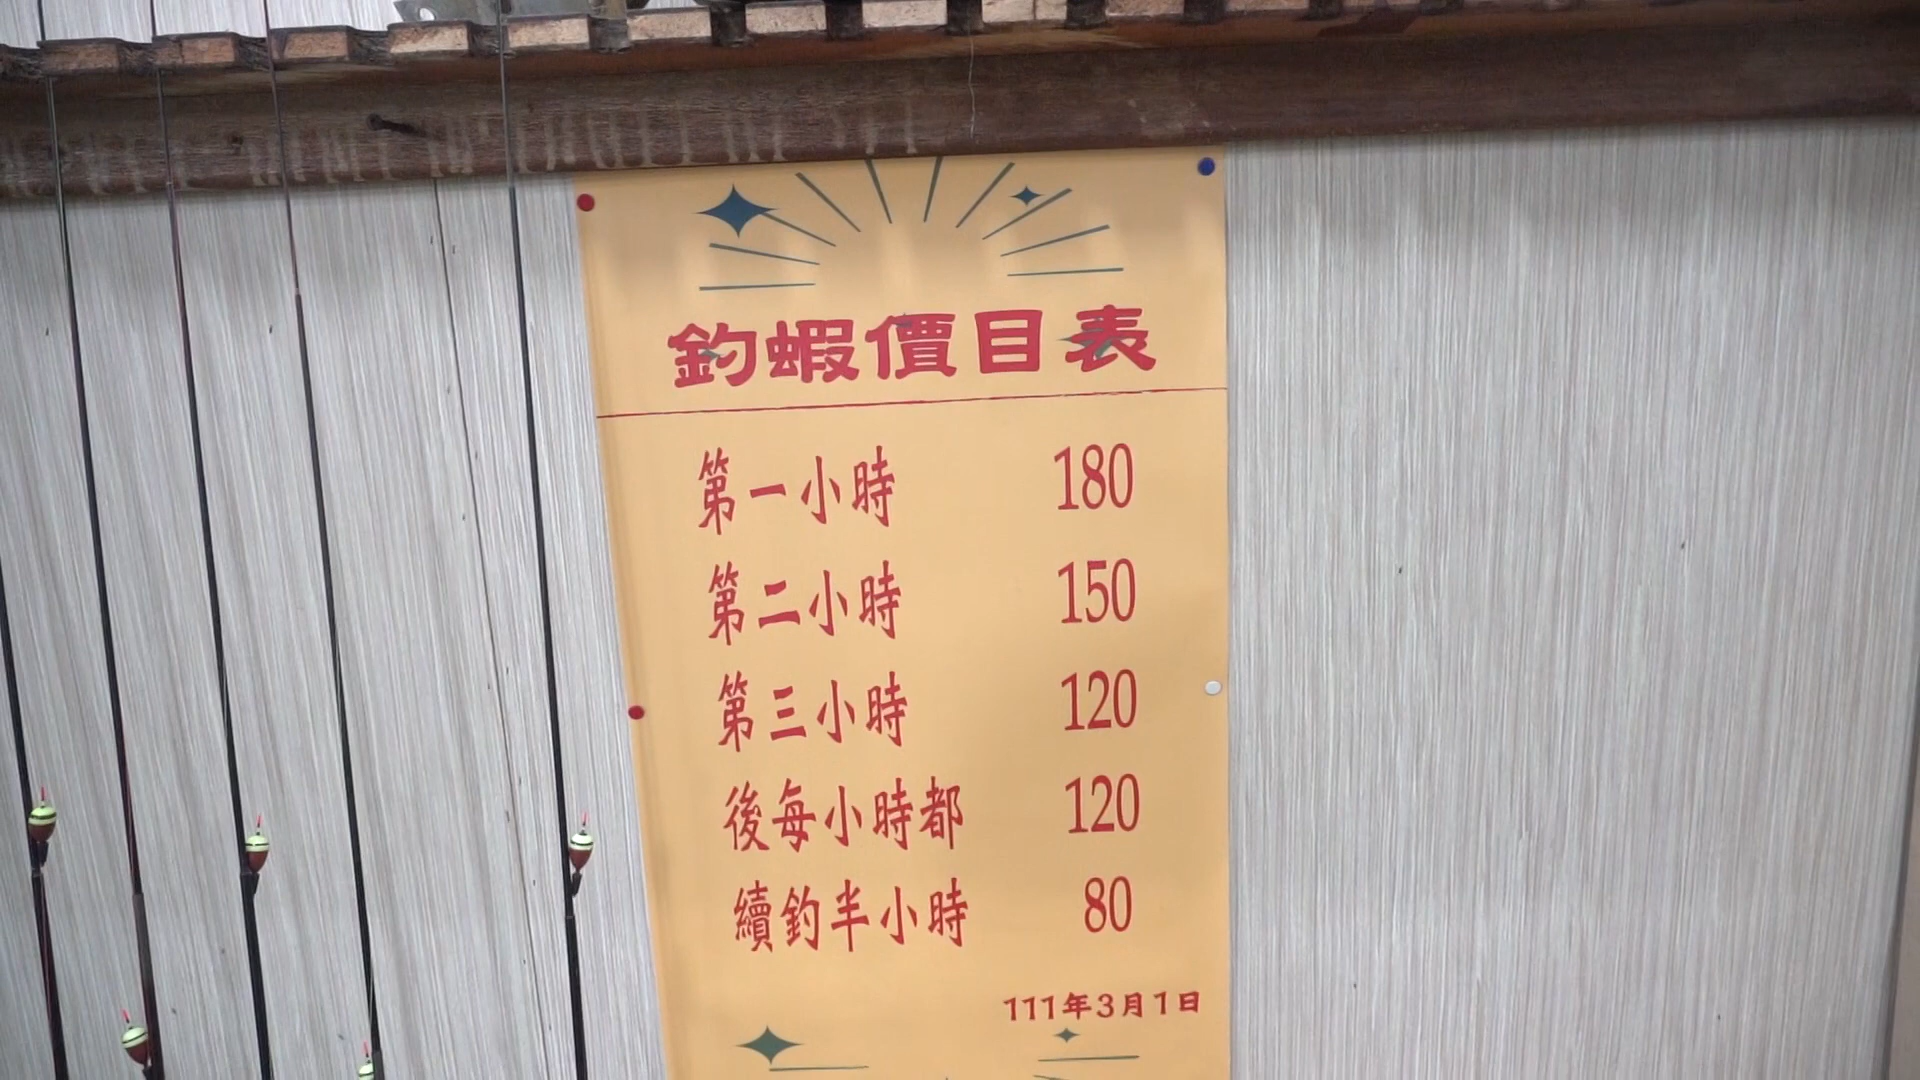 釣蝦價目表
第一小時 180
第二小時 150
第三小時 120
後每小時都 120
續釣半小時 80
111年3月1日